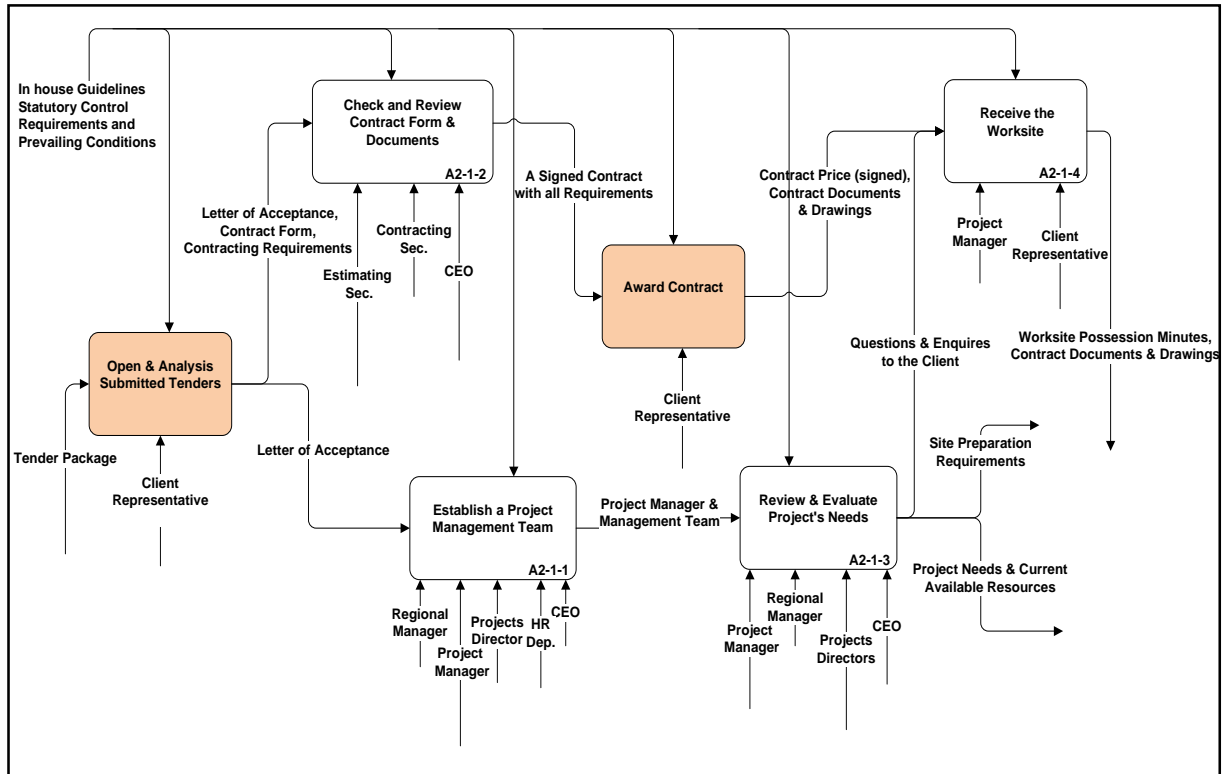 In house Guidelines
Statutory Control
Requirements and
Prevailing Conditions
Check and Review
Contract Form &
Documents
A2-1-2
Receive the
Worksite
A2-1-4
A Signed Contract
with all Requirements
Contract Price (signed),
Contract Documents
& Drawings
Letter of Acceptance,
Contract Form,
Contracting Requirements
Estimating
Sec.
Contracting
Sec.
CEO
Project
Manager
Client
Representative
Award Contract
Open & Analysis
Submitted Tenders
Questions & Enquires
to the Client
Worksite Possession Minutes,
Contract Documents & Drawings
Client
Representative
Tender Package
Client
Representative
Letter of Acceptance
Site Preparation
Requirements
Establish a Project
Management Team
A2-1-1
Project Manager &
Management Team
Review & Evaluate
Project's Needs
A2-1-3
Project Needs & Current
Available Resources
Regional
Manager
Project
Manager
Projects
Director
HR
Dep.
CEO
Project
Manager
Regional
Manager
Projects
Directors
CEO